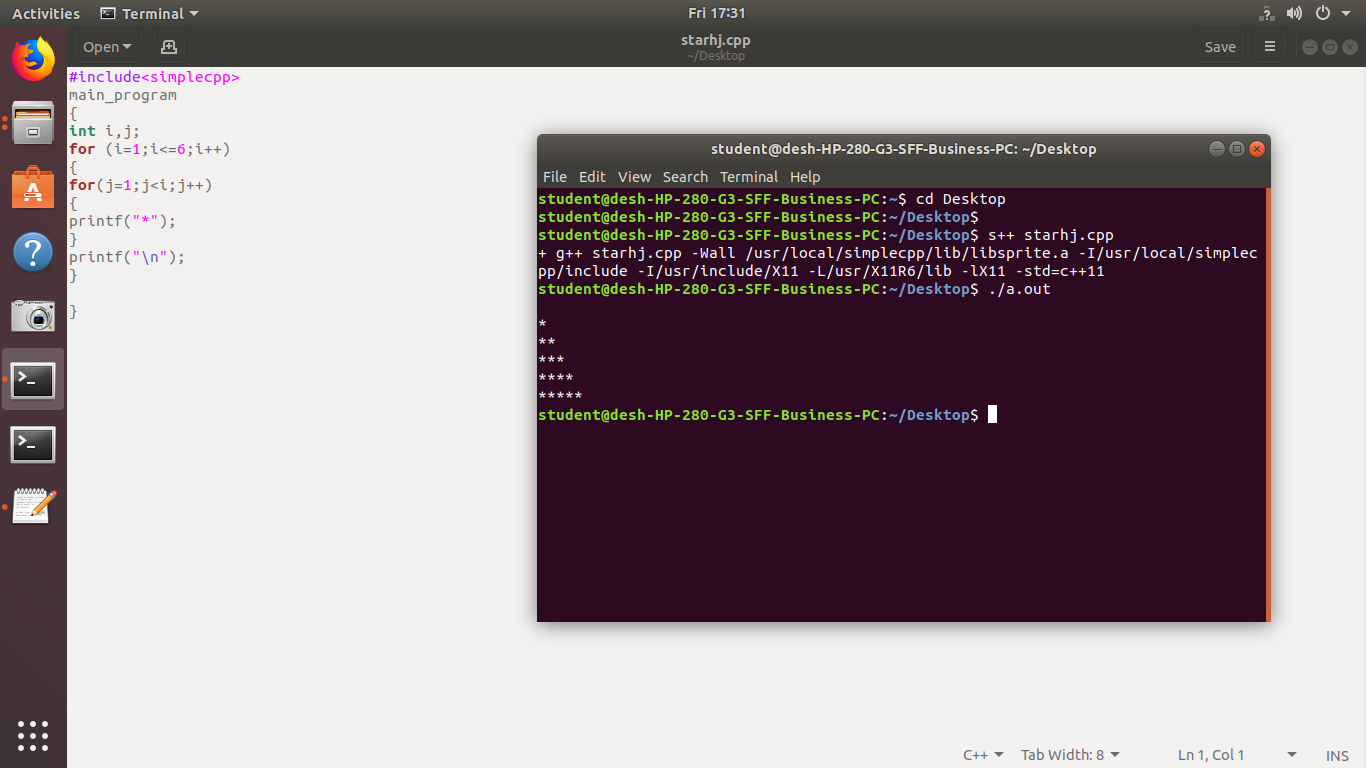 Activities
Terminal
Fri 17:31
Open
starhj.cpp
~/Desktop
Save
#include<simplecpp>
main_program
{
int i,j;
for (i=1;i<=6;i++)
{
for(j=1;j<i;j++)
{
printf("*");
}
printf("\n");
}
}
student@desh-HP-280-G3-SFF-Business-PC: ~/Desktop
File Edit View Search Terminal Help
student@desh-HP-280-G3-SFF-Business-PC:~$ cd Desktop
student@desh-HP-280-G3-SFF-Business-PC:~/Desktop$
student@desh-HP-280-G3-SFF-Business-PC:~/Desktop$ s++ starhj.cpp
+ g++ starhj.cpp -Wall /usr/local/simplecpp/lib/libsprite.a -I/usr/local/simplec
pp/include -I/usr/include/X11 -L/usr/X11R6/lib -lX11 -std=c++11
student@desh-HP-280-G3-SFF-Business-PC:~/Desktop$ ./a.out
*
**
***
****
*****
student@desh-HP-280-G3-SFF-Business-PC:~/Desktop$
C++ Tab Width: 8 Ln 1, Col 1 INS